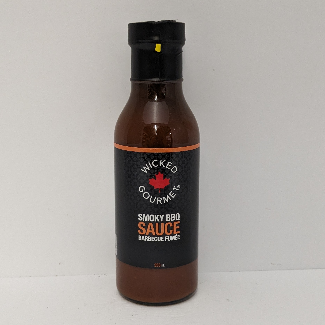 WICKED
GOURMET
SMOKY BBQ
SAUCE
BARBECUE FUMÉE